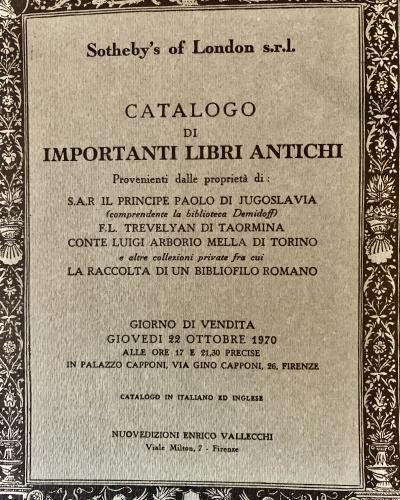 Sotheby's of London s.r.l.
CATALOGO
DI
IMPORTANTI LIBRI ANTICHI
Provenienti dalle proprietà di :
S.A.R IL PRINCIPE PAOLO DI JUGOSLAVIA
(comprendente la biblioteca Demidoff)
F.L. TREVELYAN DI TAORMINA
CONTE LUIGI ARBORIO MELLA DI TORINO
e altre collezioni private fra cui
LA RACCOLTA DI UN BIBLIOFILO ROMANO
GIORNO DI VENDITA
GIOVEDI 22 OTTOBRE 1970
ALLE ORE 17 E 21,30 PRECISE
IN PALAZZO CAPPONI, VIA GINO CAPPONI, 26, FIRENZE
CATALOGO IN ITALIANO ED INGLESE
NUOVEDIZIONI ENRICO VALLECCHI
Viale Milton, 7 - Firenze